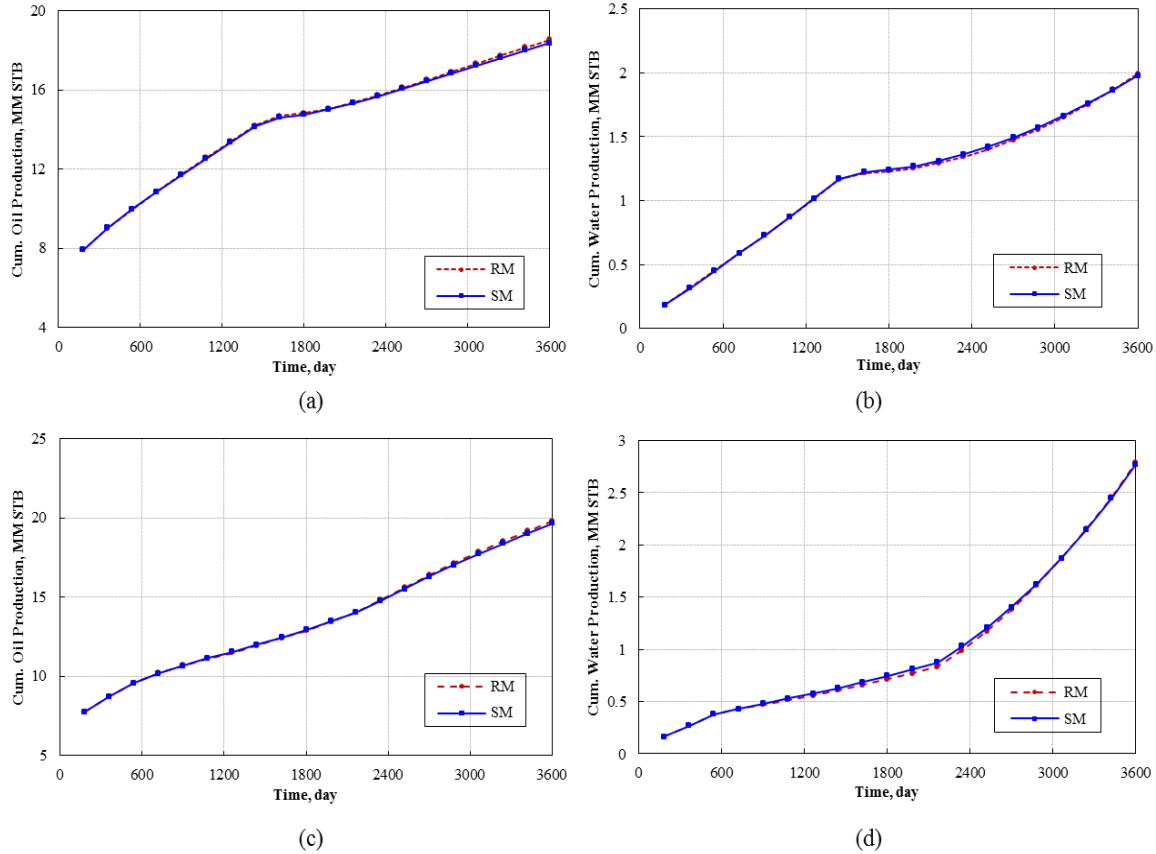 20
16
12
8
4
Cum. Oil Production, MM STB
RM
SM
0 600 1200 1800 2400 3000 3600
Time, day
(a)
2.5
2
1.5
1
0.5
0
Cum. Water Production, MM STB
RM
SM
0 600 1200 1800 2400 3000 3600
Time, day
(b)
25
20
15
10
5
Cum. Oil Production, MM STB
RM
SM
0 600 1200 1800 2400 3000 3600
Time, day
(c)
3
2.5
2
1.5
1
0.5
0
Cum. Water Production, MM STB
RM
SM
0 600 1200 1800 2400 3000 3600
Time, day
(d)